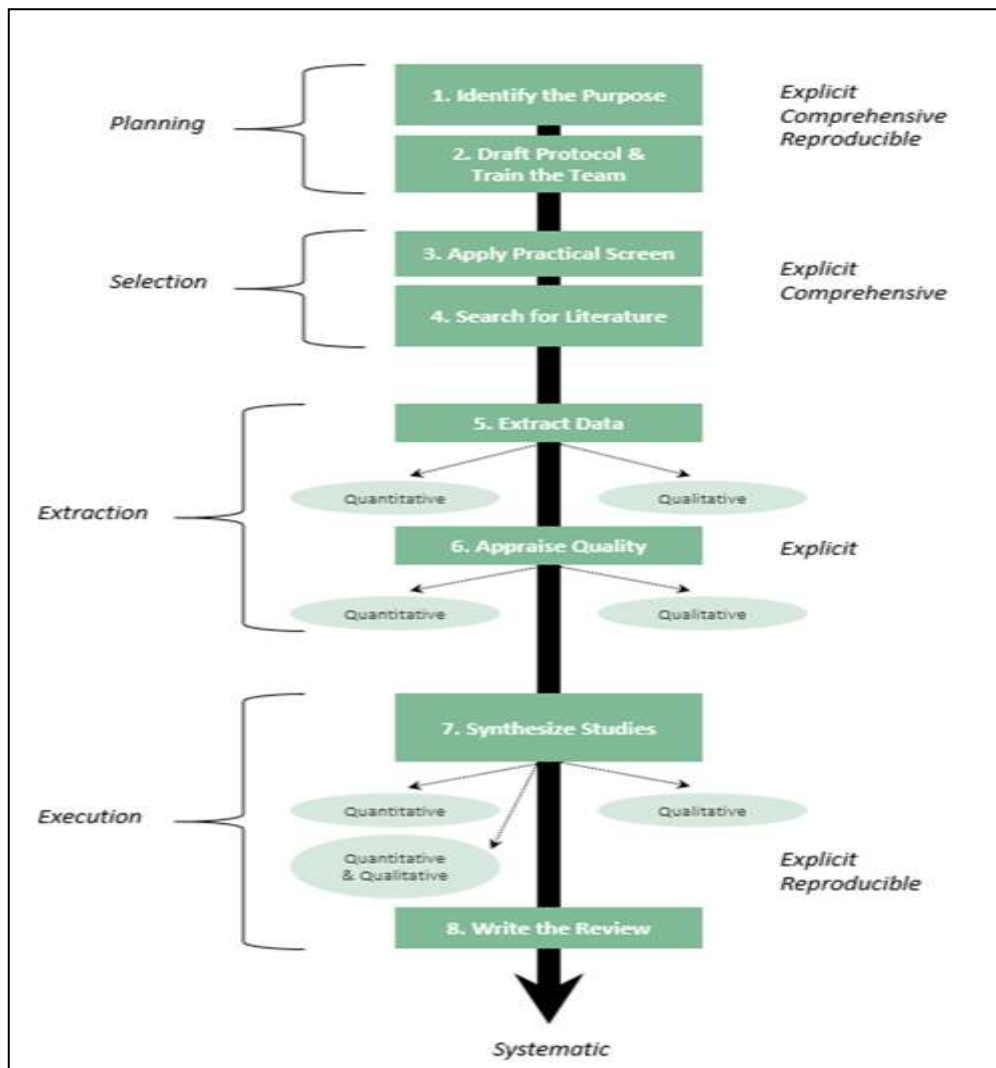 1. Identify the Purpose
Explicit
Comprehensive
Reproducible
Planning
2. Draft Protocol &
Train the Team
3. Apply Practical Screen
Explicit
Comprehensive
Selection
4. Search for Literature
5. Extract Data
Quantitative
Qualitative
Extraction
6. Appraise Quality
Explicit
Quantitative
Qualitative
7. Synthesize Studies
Quantitative
Qualitative
Execution
Quantitative
& Qualitative
Explicit
Reproducible
8. Write the Review
Systematic